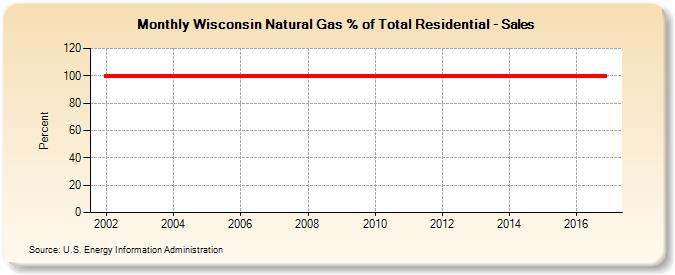 Monthly Wisconsin Natural Gas % of Total Residential - Sales
Percent
120
100
80
60
40
20
0
2002 2004 2006 2008 2010 2012 2014 2016
Source: U.S. Energy Information Administration